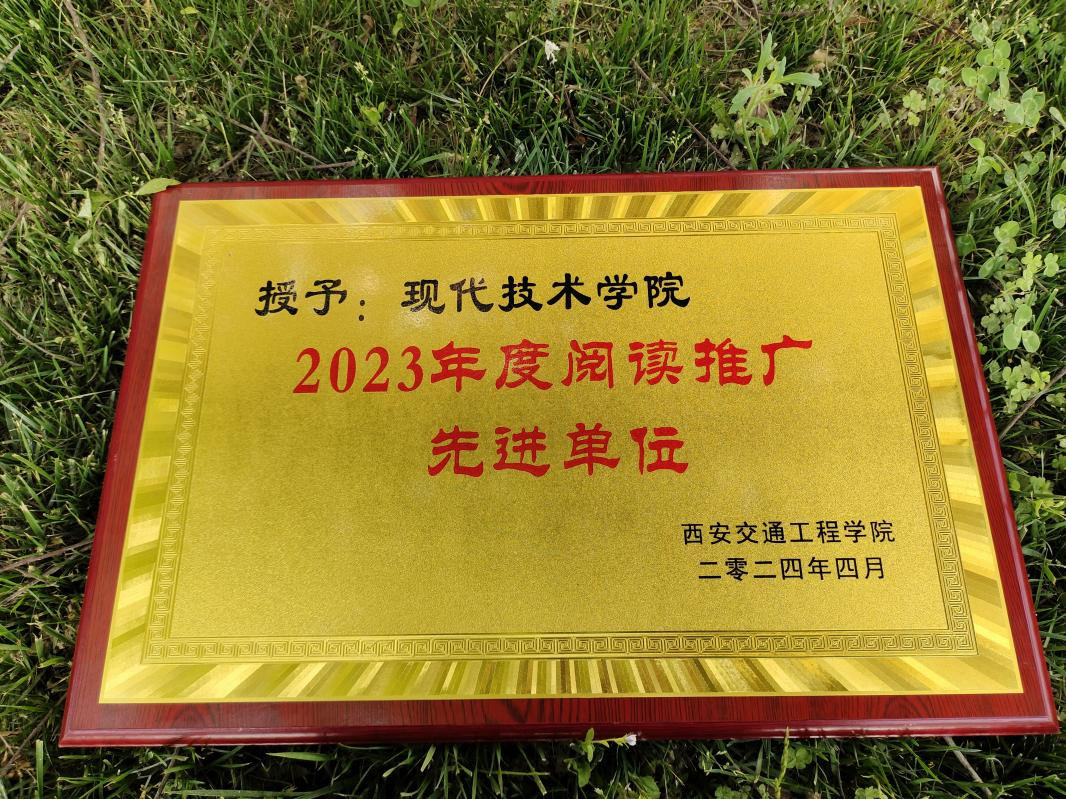 授予：现代技术学院
2023年度阅读推广
先进单位
西安交通工程学院
二零二四年四月